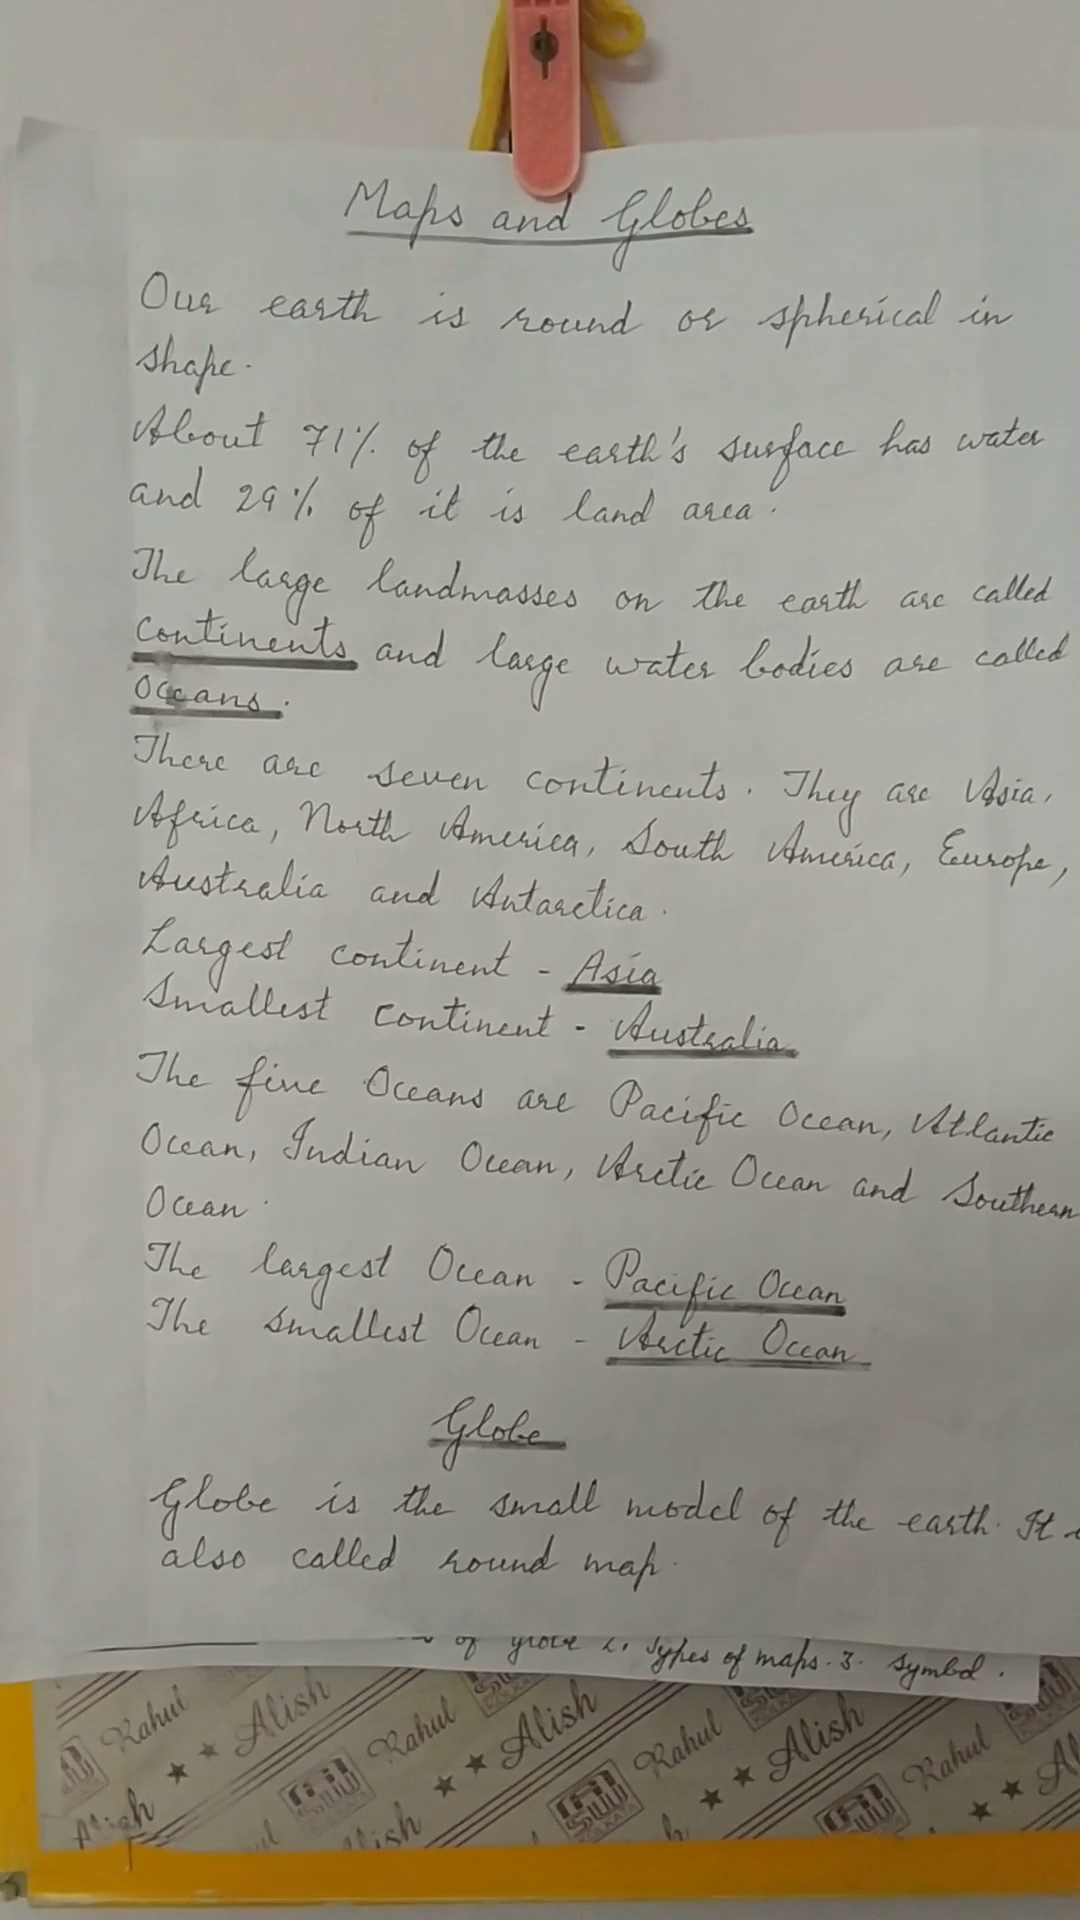 Maps and Globes
Our earth is round or spherical in
shape.
About 71% of the earth's surface has water
and 29% of it is land area.
The large landmasses on the earth are called
Continents and large water bodies are called
Oceans.
There are seven continents. They are Asia,
Africa, North America, South America, Europe,
Australia and Antarctica.
Largest continent - Asia
Smallest continent - Australia
The five Oceans are Pacific Ocean, Atlantic
Ocean, Indian Ocean, Arctic Ocean and Southern
Ocean.
The largest Ocean - Pacific Ocean
The smallest Ocean - Arctic Ocean
Globe
Globe is the small model of the earth. It
also called round map.
of globe 2. Types of maps. 3. Symbol.
Rahul Alish Rahul Alish Rahul Alish Rahul
Alish